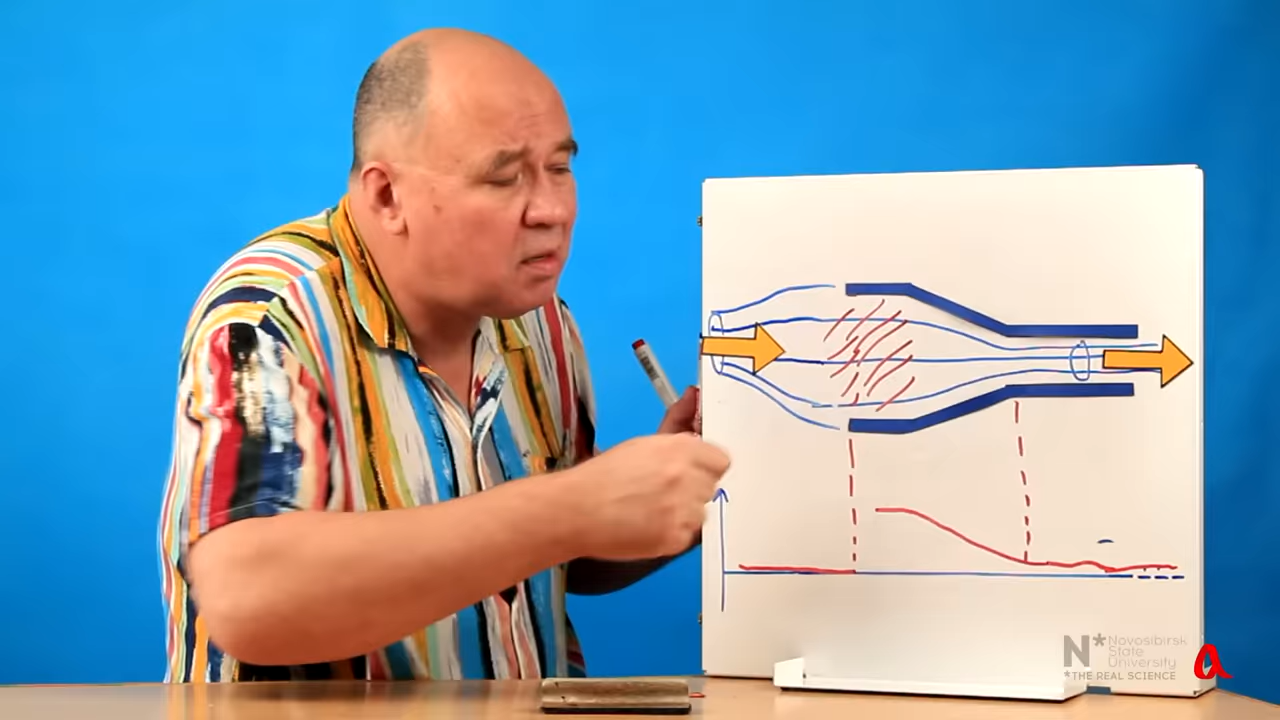 N*
Novosibirsk
State
University
*THE REAL SCIENCE
a